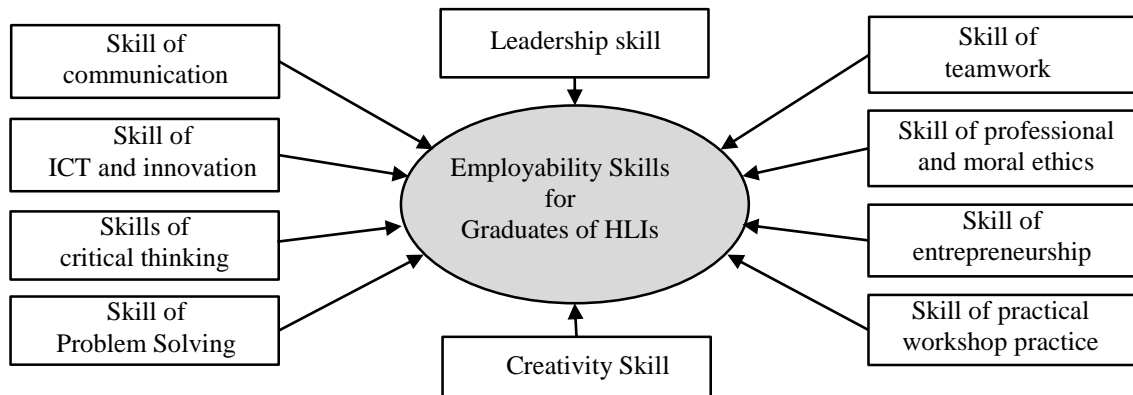 Skill of
communication
Skill of
ICT and innovation
Skills of
critical thinking
Skill of
Problem Solving
Leadership skill
Employability Skills
for
Graduates of HLIs
Creativity Skill
Skill of
teamwork
Skill of professional
and moral ethics
Skill of
entrepreneurship
Skill of practical
workshop practice